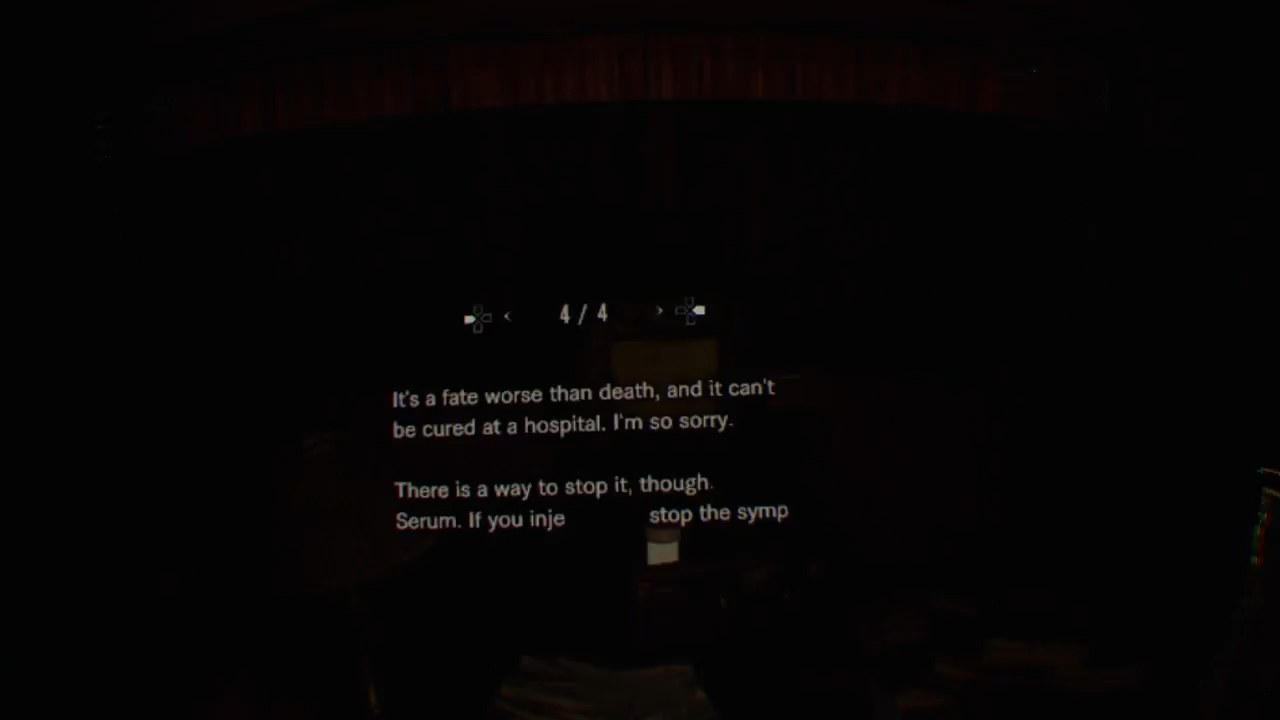 4 / 4
It's a fate worse than death, and it can't
be cured at a hospital. I'm so sorry.
There is a way to stop it, though.
Serum. If you inje stop the symp